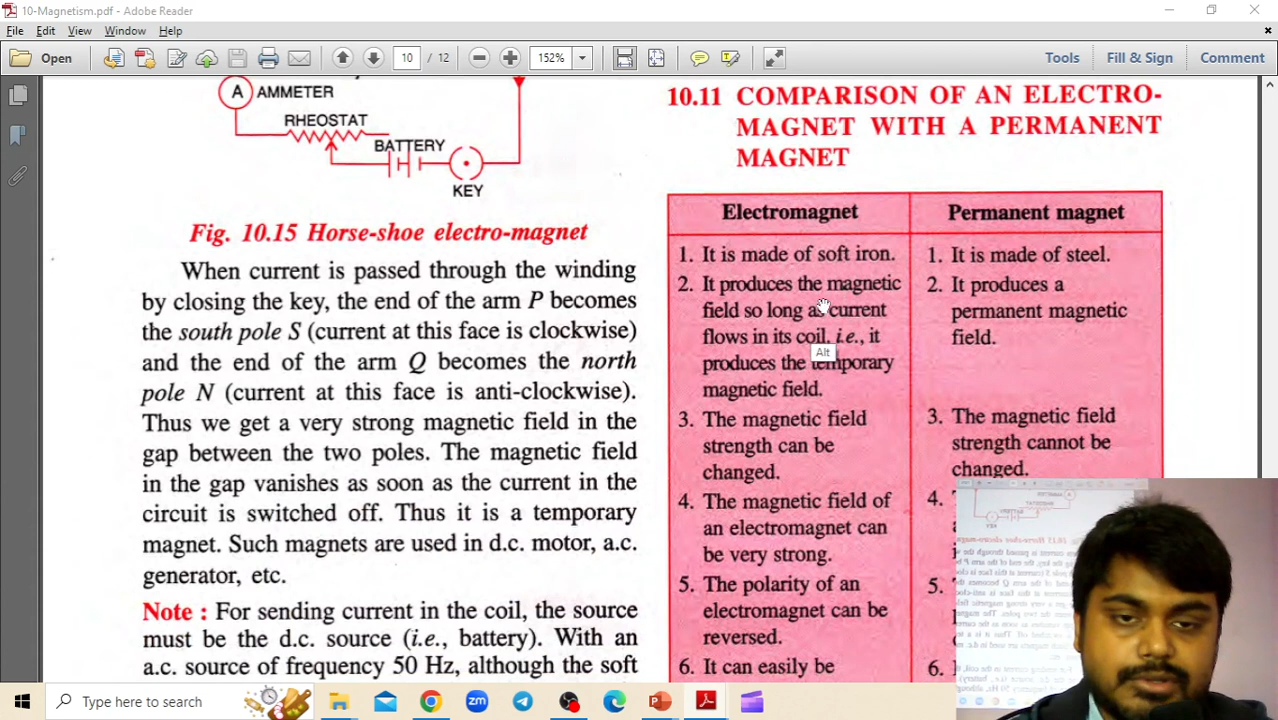 10-Magnetism.pdf - Adobe Reader
File Edit View Window Help
Open 10 / 12 152% Tools Fill & Sign Comment
A AMMETER
RHEOSTAT
BATTERY
KEY
Fig. 10.15 Horse-shoe electro-magnet
When current is passed through the winding
by closing the key, the end of the arm P becomes
the south pole S (current at this face is clockwise)
and the end of the arm Q becomes the north
pole N (current at this face is anti-clockwise).
Thus we get a very strong magnetic field in the
gap between the two poles. The magnetic field
in the gap vanishes as soon as the current in the
circuit is switched off. Thus it is a temporary
magnet. Such magnets are used in d.c. motor, a.c.
generator, etc.
Note : For sending current in the coil, the source
must be the d.c. source (i.e., battery). With an
a.c. source of frequency 50 Hz, although the soft
10.11 COMPARISON OF AN ELECTRO-
MAGNET WITH A PERMANENT
MAGNET
Electromagnet
1. It is made of soft iron.
2. It produces the magnetic
field so long as current
flows in its coil, i.e., it
produces the temporary
magnetic field.
3. The magnetic field
strength can be
changed.
4. The magnetic field of
an electromagnet can
be very strong.
5. The polarity of an
electromagnet can be
reversed.
6. It can easily be
Permanent magnet
1. It is made of steel.
2. It produces a
permanent magnetic
field.
3. The magnetic field
strength cannot be
changed.
4.
5.
6.
Alt
Type here to search
zm